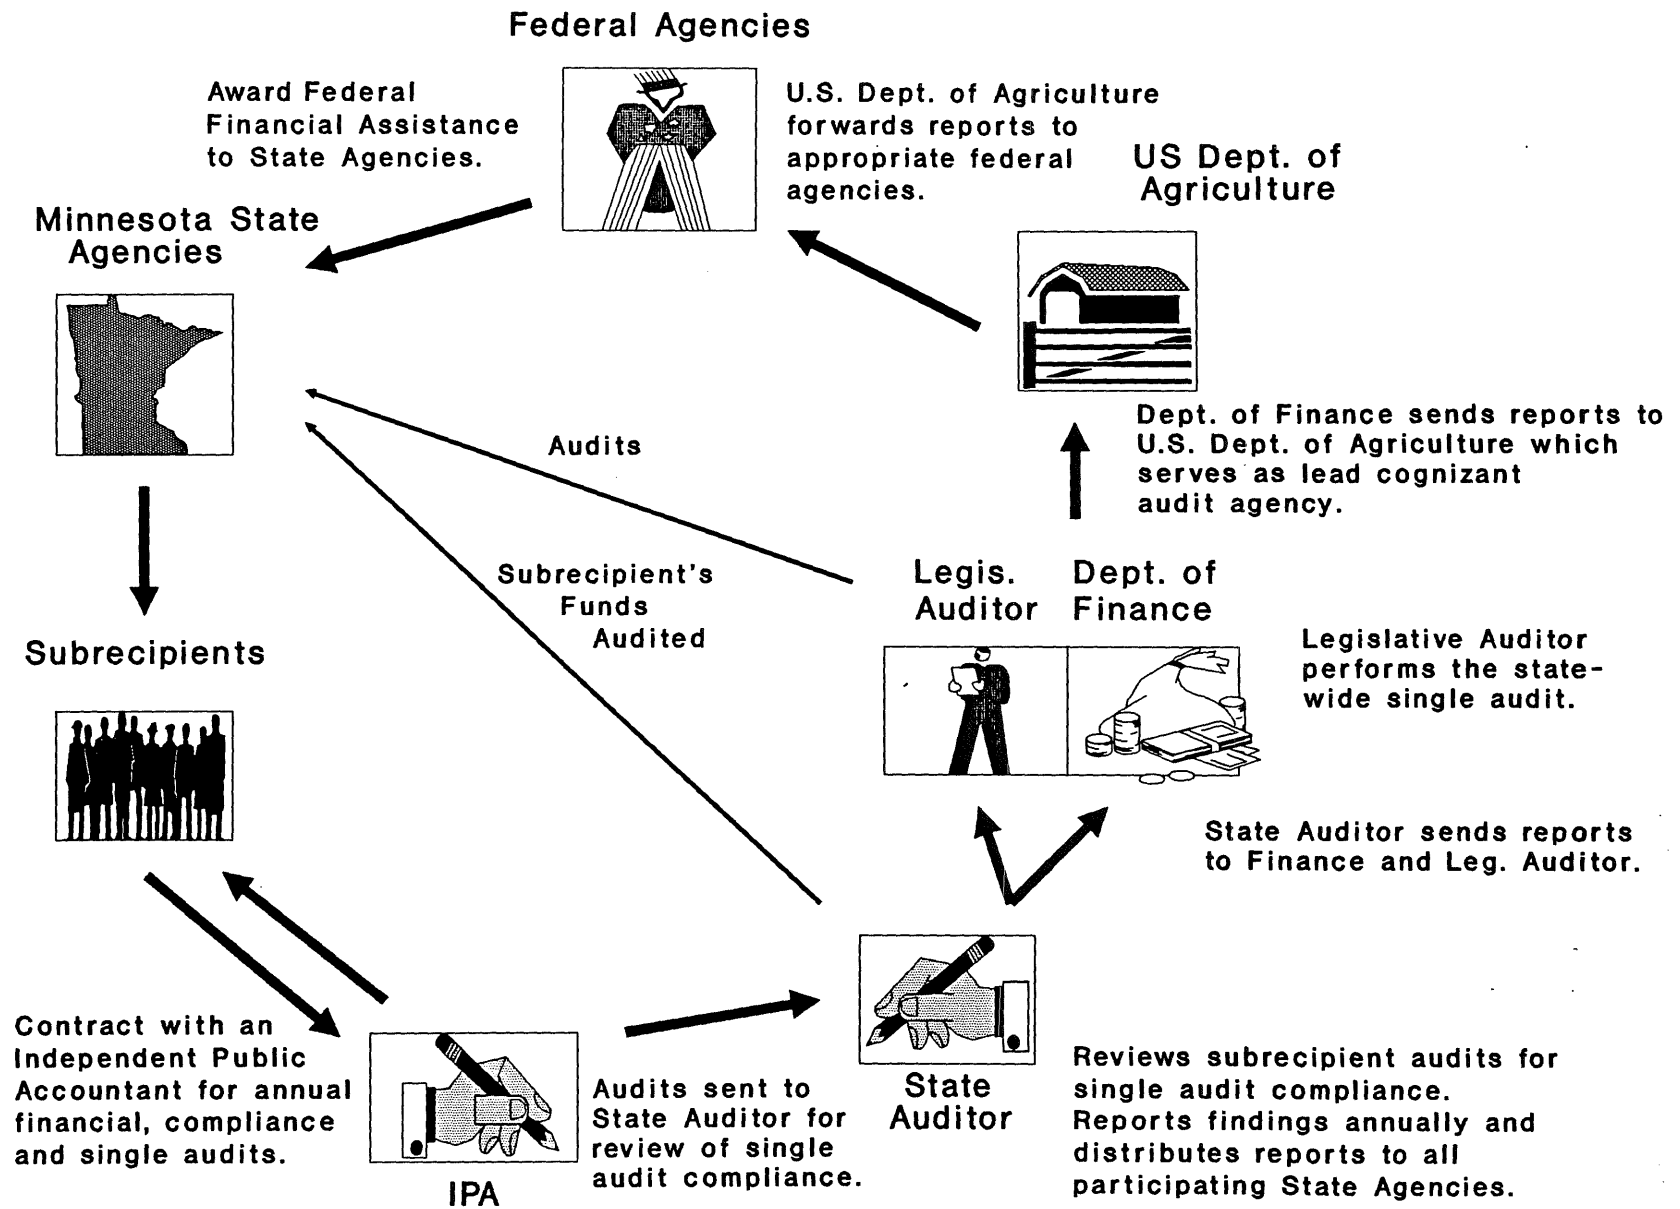 Federal Agencies
Award Federal
Financial Assistance
to State Agencies.
U.S. Dept. of Agriculture
forwards reports to
appropriate federal
agencies.
US Dept. of
Agriculture
Minnesota State
Agencies
Dept. of Finance sends reports to
U.S. Dept. of Agriculture which
serves as lead cognizant
audit agency.
Audits
Subrecipient's
Funds
Audited
Legis.
Auditor
Dept. of
Finance
Legislative Auditor
performs the state-
wide single audit.
Subrecipients
State Auditor sends reports
to Finance and Leg. Auditor.
Contract with an
Independent Public
Accountant for annual
financial, compliance
and single audits.
IPA
Audits sent to
State Auditor for
review of single
audit compliance.
State
Auditor
Reviews subrecipient audits for
single audit compliance.
Reports findings annually and
distributes reports to all
participating State Agencies.